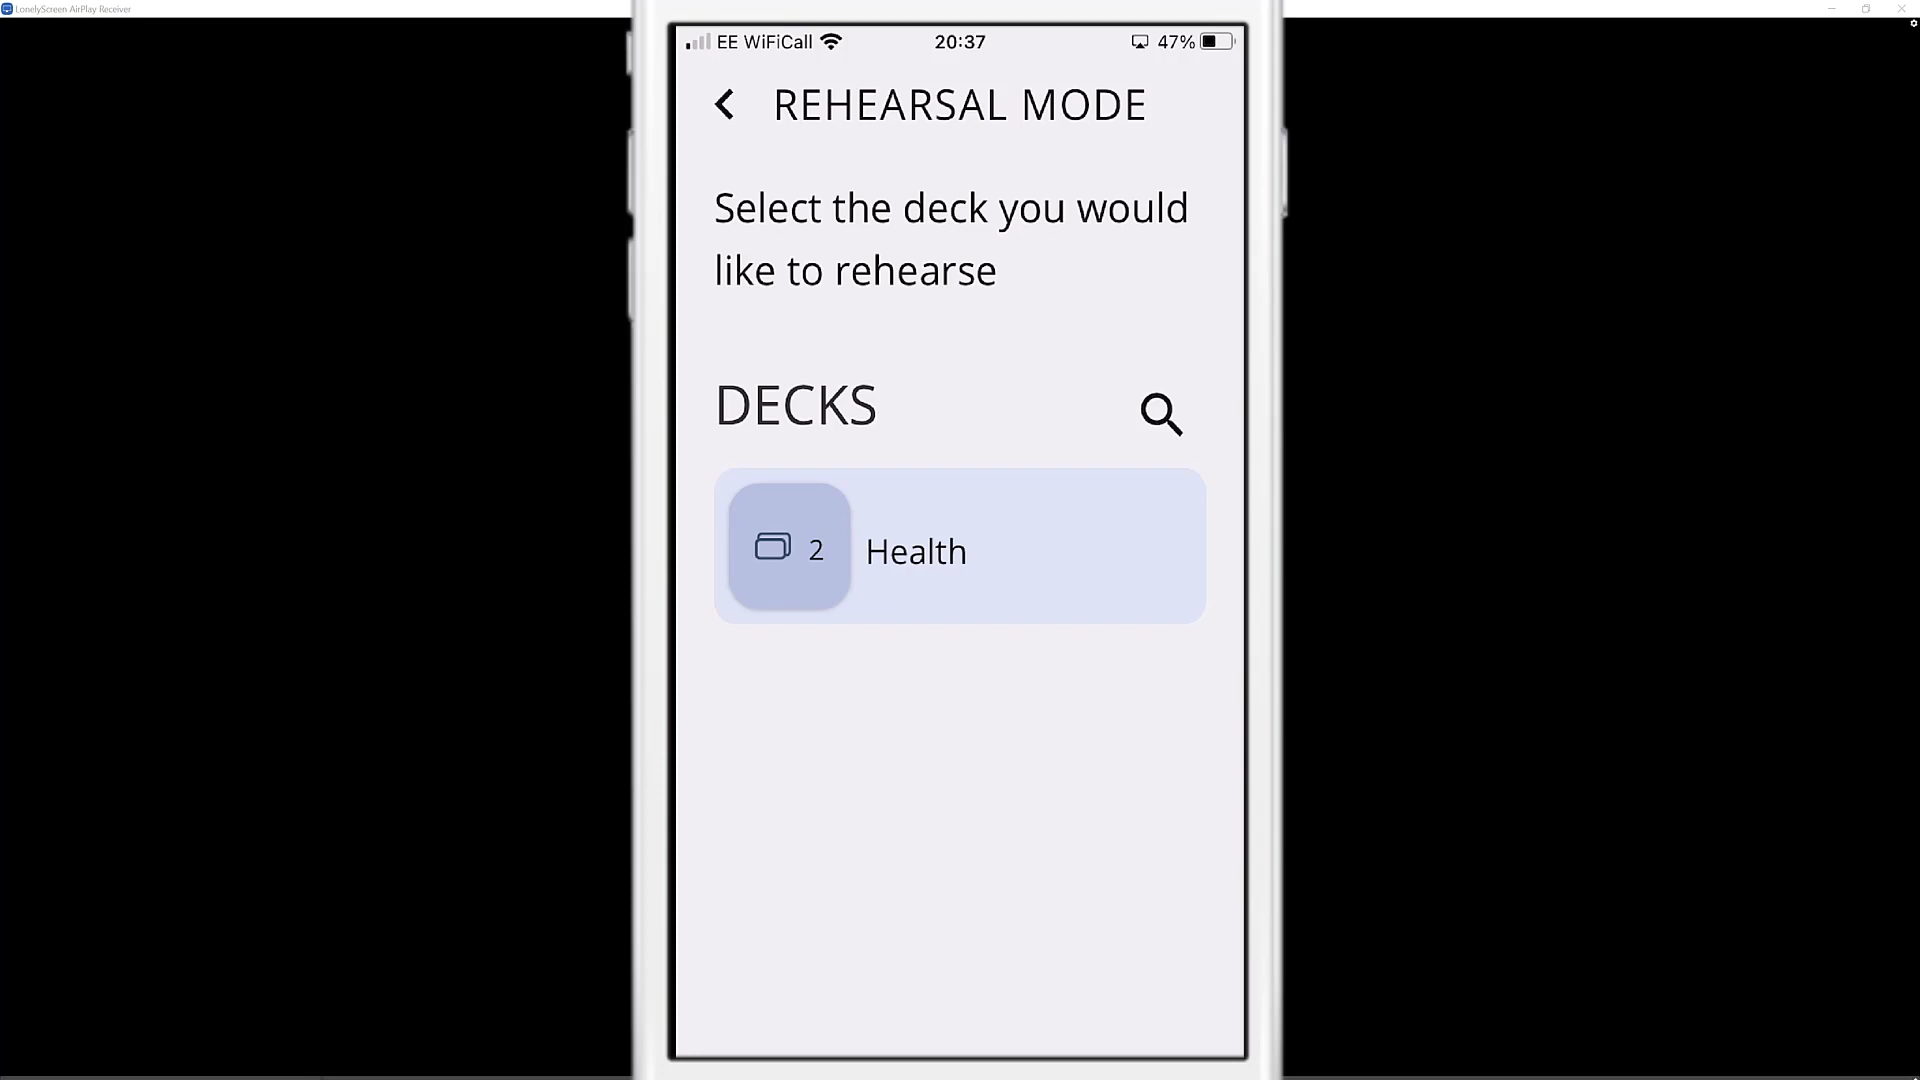 LonelyScreen AirPlay Receiver
EE WiFiCall 20:37 47%
REHEARSAL MODE
Select the deck you would
like to rehearse
DECKS
2 Health